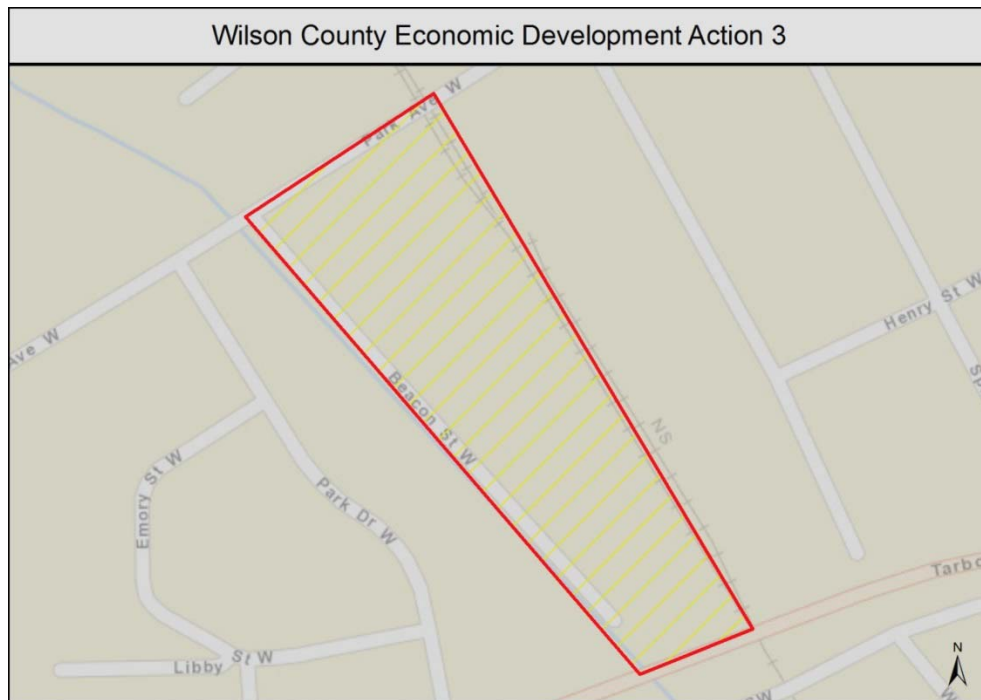 Wilson County Economic Development Action 3
Park Ave W
Henry St W
Ave W
Beacon St W
NS
Emory St W
Park Dr W
Tarbo
Libby St W
N